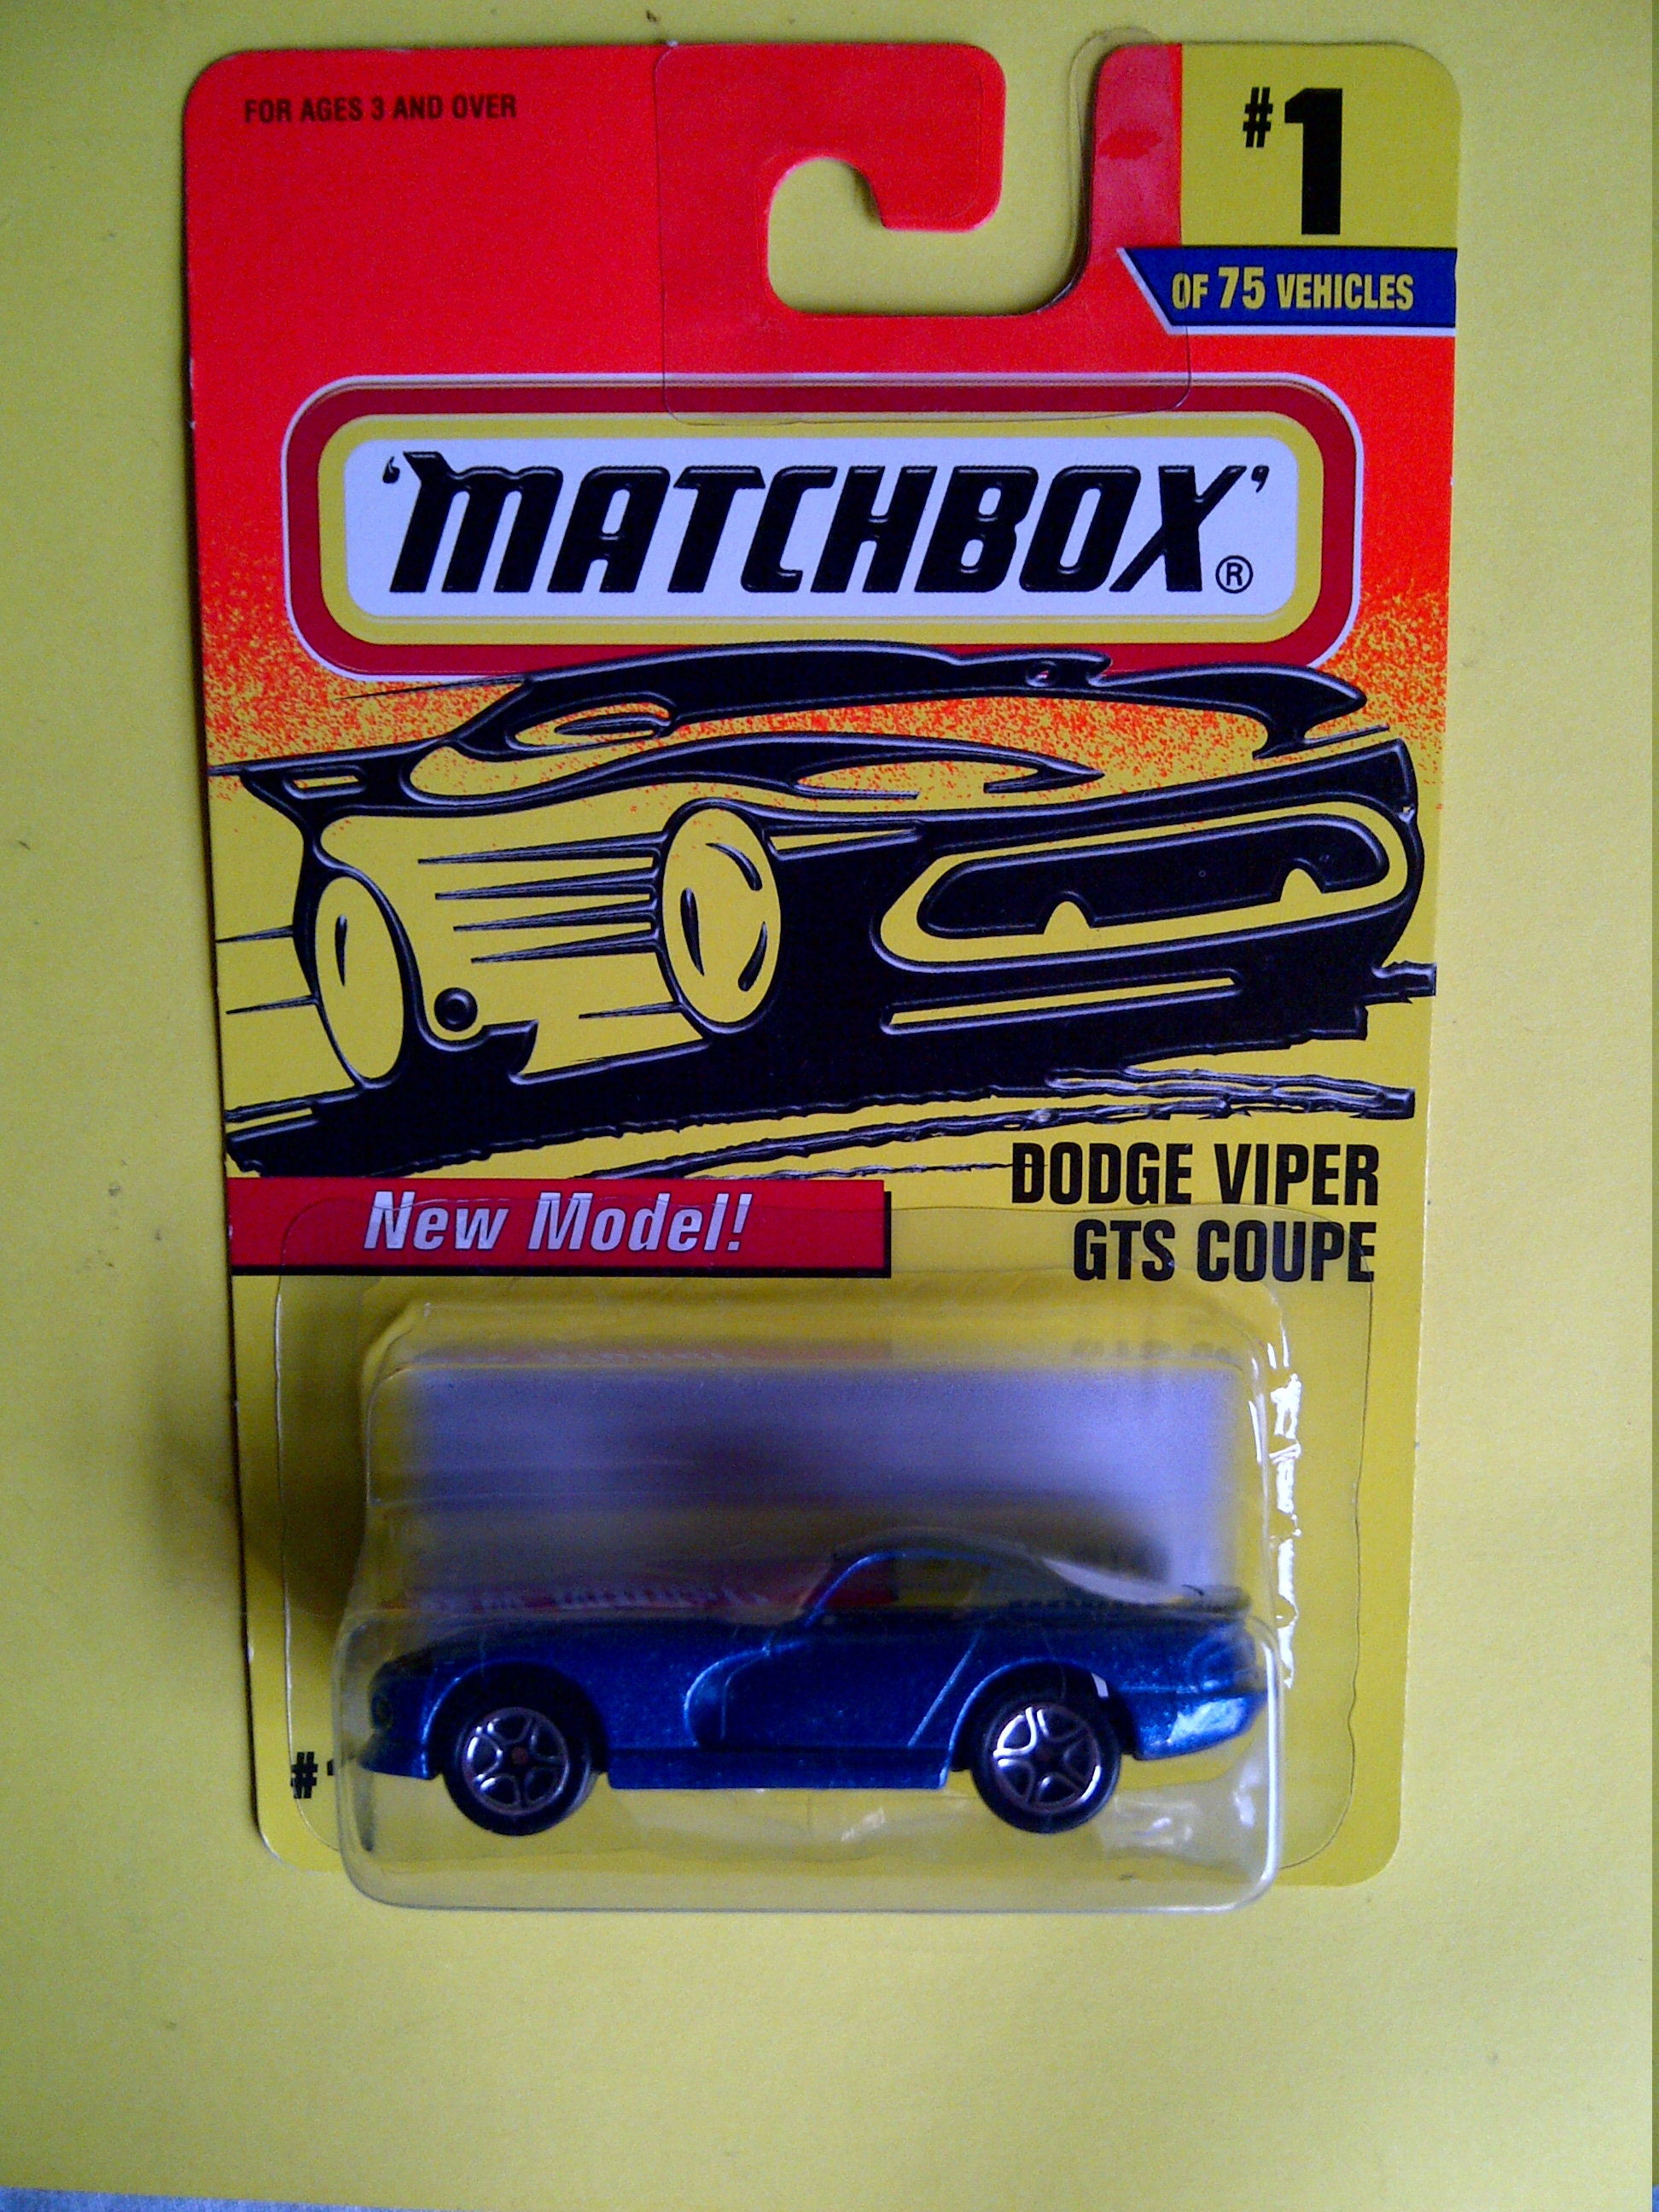 FOR AGES 3 AND OVER
#1
OF 75 VEHICLES
'MATCHBOX'®
DODGE VIPER
GTS COUPE
New Model!
#